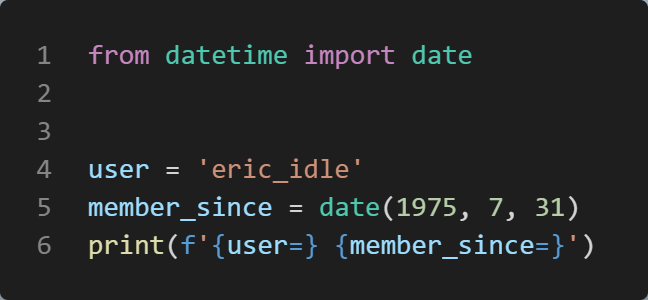 1 from datetime import date
2
3
4 user = 'eric_idle'
5 member_since = date(1975, 7, 31)
6 print(f'{user=} {member_since=}')